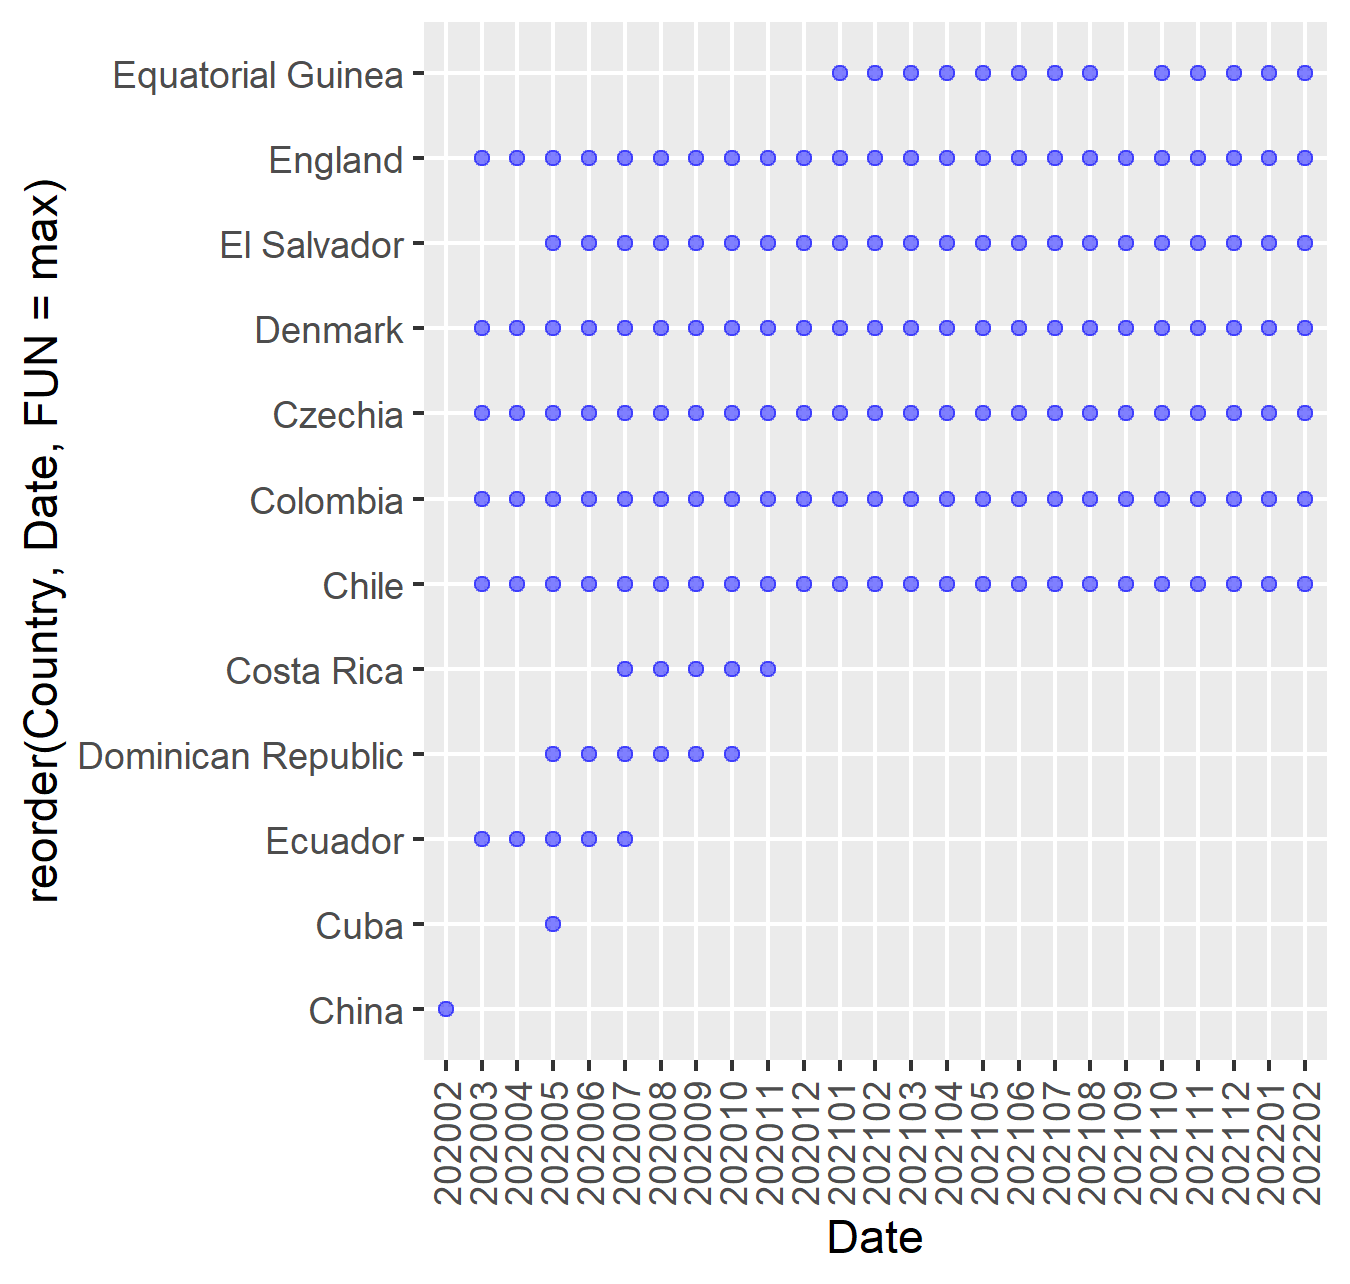 reorder(Country, Date, FUN = max)
Equatorial Guinea
England
El Salvador
Denmark
Czechia
Colombia
Chile
Costa Rica
Dominican Republic
Ecuador
Cuba
China
202002
202003
202004
202005
202006
202007
202008
202009
202010
202011
202012
202101
202102
202103
202104
202105
202106
202107
202108
202109
202110
202111
202112
202201
202202
Date